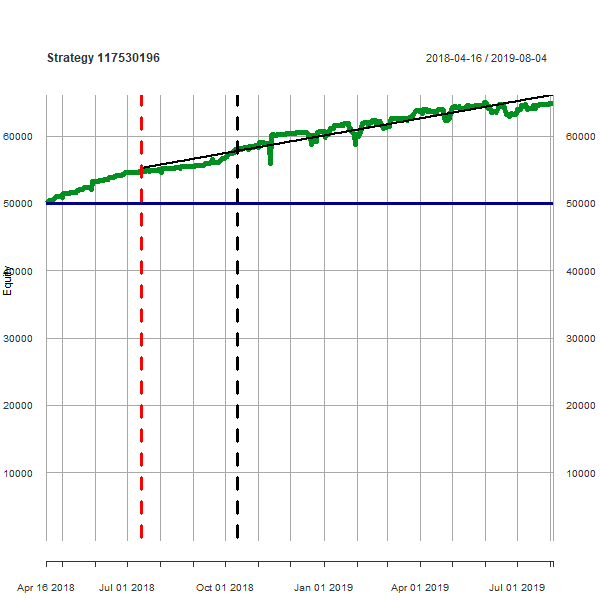 Strategy 117530196
2018-04-16 / 2019-08-04
60000
60000
50000
50000
Equity
40000
40000
30000
30000
20000
20000
10000
10000
Apr 16 2018
Jul 01 2018
Oct 01 2018
Jan 01 2019
Apr 01 2019
Jul 01 2019